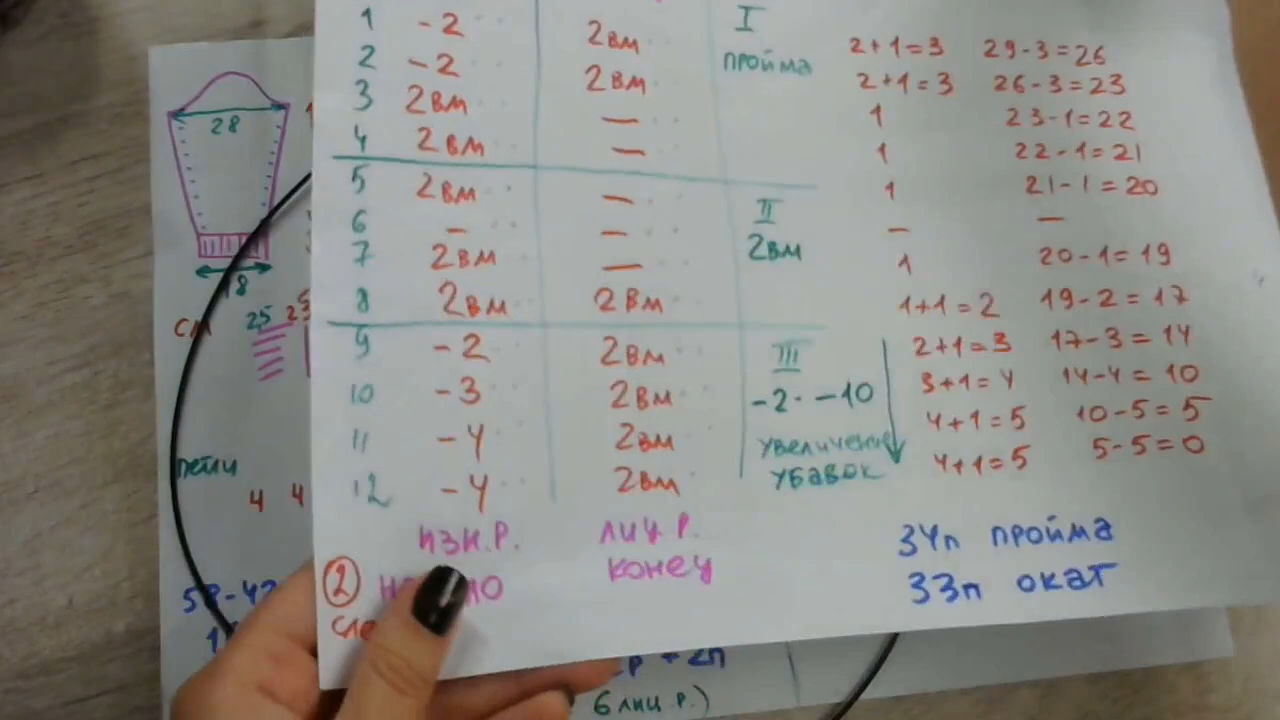 1 -2 2вм I 2+1=3 29-3=26
2 -2 2вм пройма 2+1=3 26-3=23
3 2вм — 1 23-1=22
4 2вм — 1 22-1=21
5 2вм — II 1 21-1=20
6 — — — —
7 2вм — 2вм 1 20-1=19
8 2вм 2вм 1+1=2 19-2=17
9 -2 2вм III 2+1=3 17-3=14
10 -3 2вм -2--10 3+1=4 14-4=10
11 -4 2вм увеличение 4+1=5 10-5=5
12 -4 2вм убавок 4+1=5 5-5=0
изн.р. лиц.р. 34п пройма
2 конец 33п окат
28
18
см 25
петли
4 4
+2п
6 лиц р.)